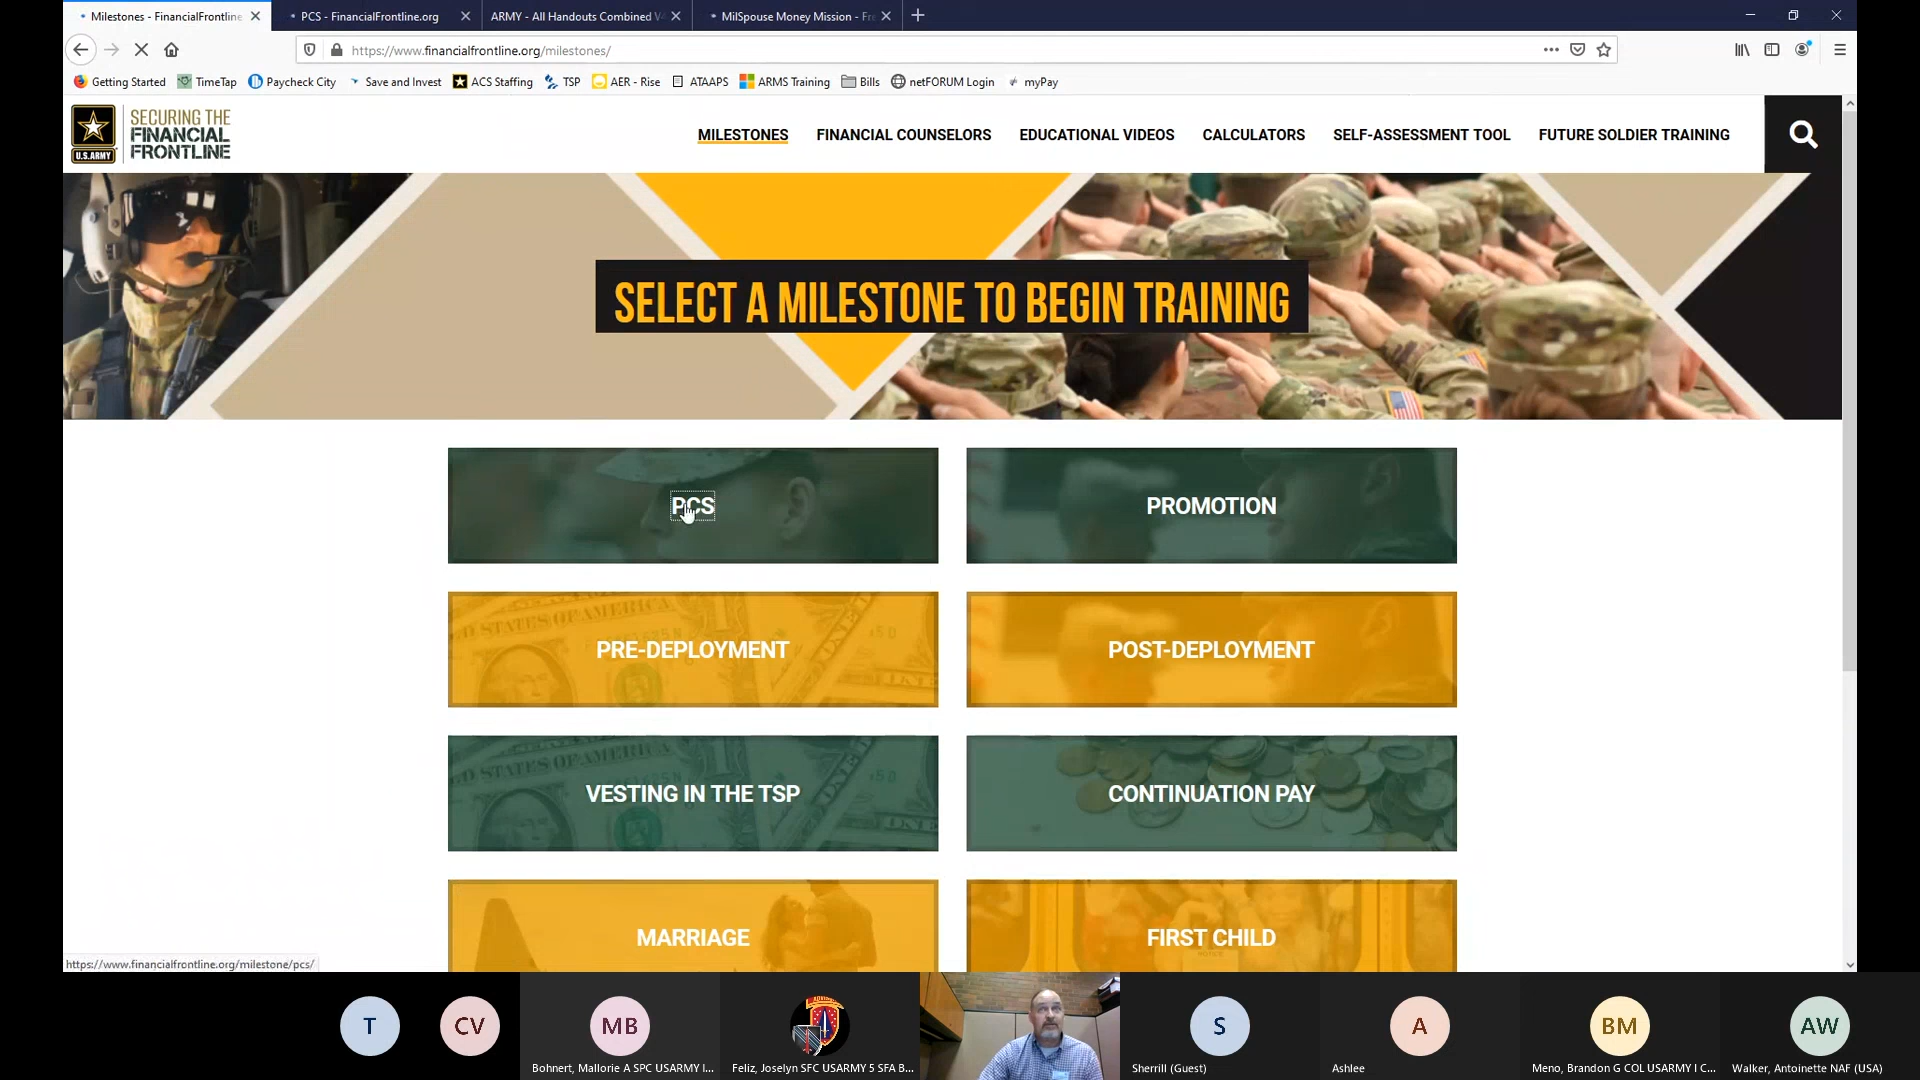 Milestones - FinancialFrontline
PCS - FinancialFrontline.org
ARMY - All Handouts Combined V
MilSpouse Money Mission - Fr
https://www.financialfrontline.org/milestones/
Getting Started
TimeTap
Paycheck City
Save and Invest
ACS Staffing
TSP
AER - Rise
ATAAPS
ARMS Training
Bills
netFORUM Login
myPay
U.S.ARMY
SECURING THE
FINANCIAL
FRONTLINE
MILESTONES
FINANCIAL COUNSELORS
EDUCATIONAL VIDEOS
CALCULATORS
SELF-ASSESSMENT TOOL
FUTURE SOLDIER TRAINING
SELECT A MILESTONE TO BEGIN TRAINING
PCS
PROMOTION
PRE-DEPLOYMENT
POST-DEPLOYMENT
VESTING IN THE TSP
CONTINUATION PAY
MARRIAGE
FIRST CHILD
https://www.financialfrontline.org/milestone/pcs/
T
CV
MB
S
A
BM
AW
Bohnert, Mallorie A SPC USARMY I...
Feliz, Joselyn SFC USARMY 5 SFA B...
Sherrill (Guest)
Ashlee
Meno, Brandon G COL USARMY I C...
Walker, Antoinette NAF (USA)